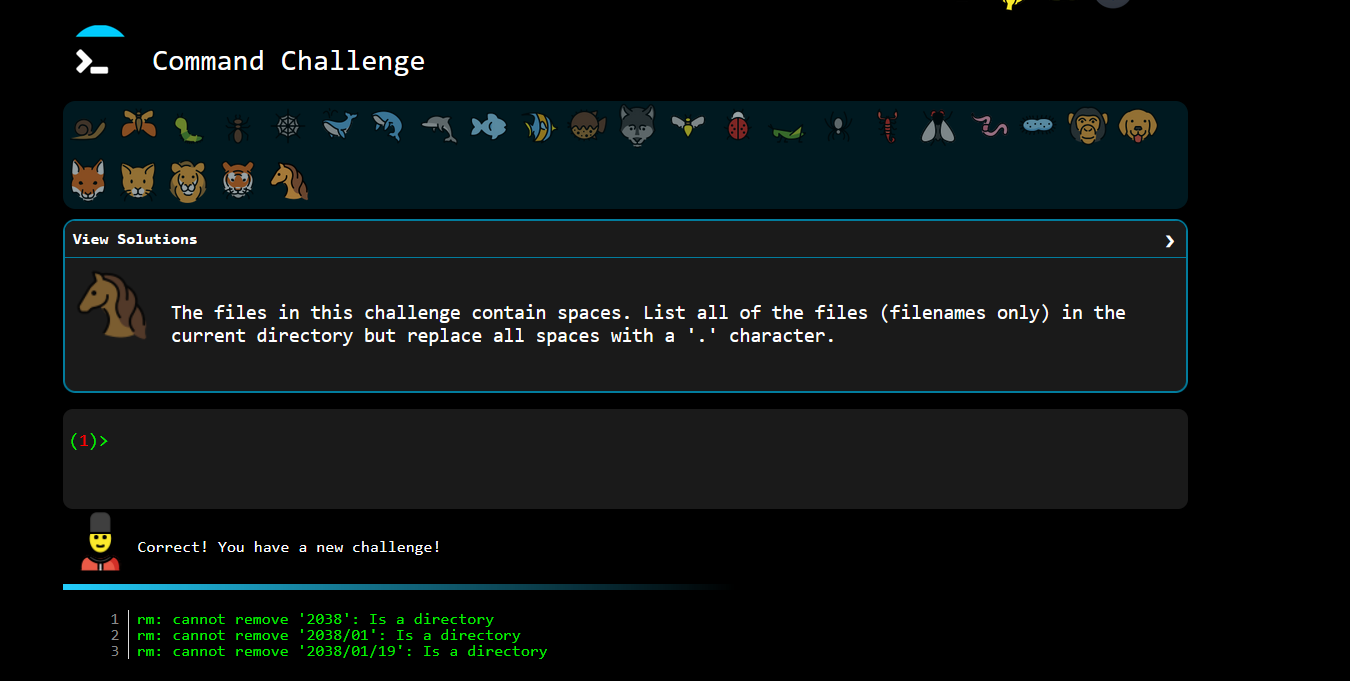 Command Challenge
View Solutions
The files in this challenge contain spaces. List all of the files (filenames only) in the
current directory but replace all spaces with a '.' character.
(1)>
Correct! You have a new challenge!
1 rm: cannot remove '2038': Is a directory
2 rm: cannot remove '2038/01': Is a directory
3 rm: cannot remove '2038/01/19': Is a directory